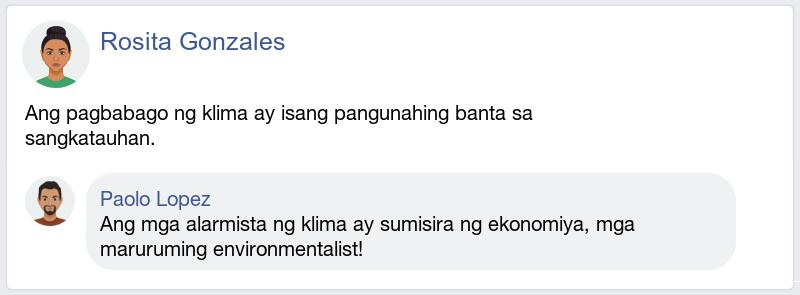 Rosita Gonzales
Ang pagbabago ng klima ay isang pangunahing banta sa
sangkatauhan.
Paolo Lopez
Ang mga alarmista ng klima ay sumisira ng ekonomiya, mga
maruruming environmentalist!